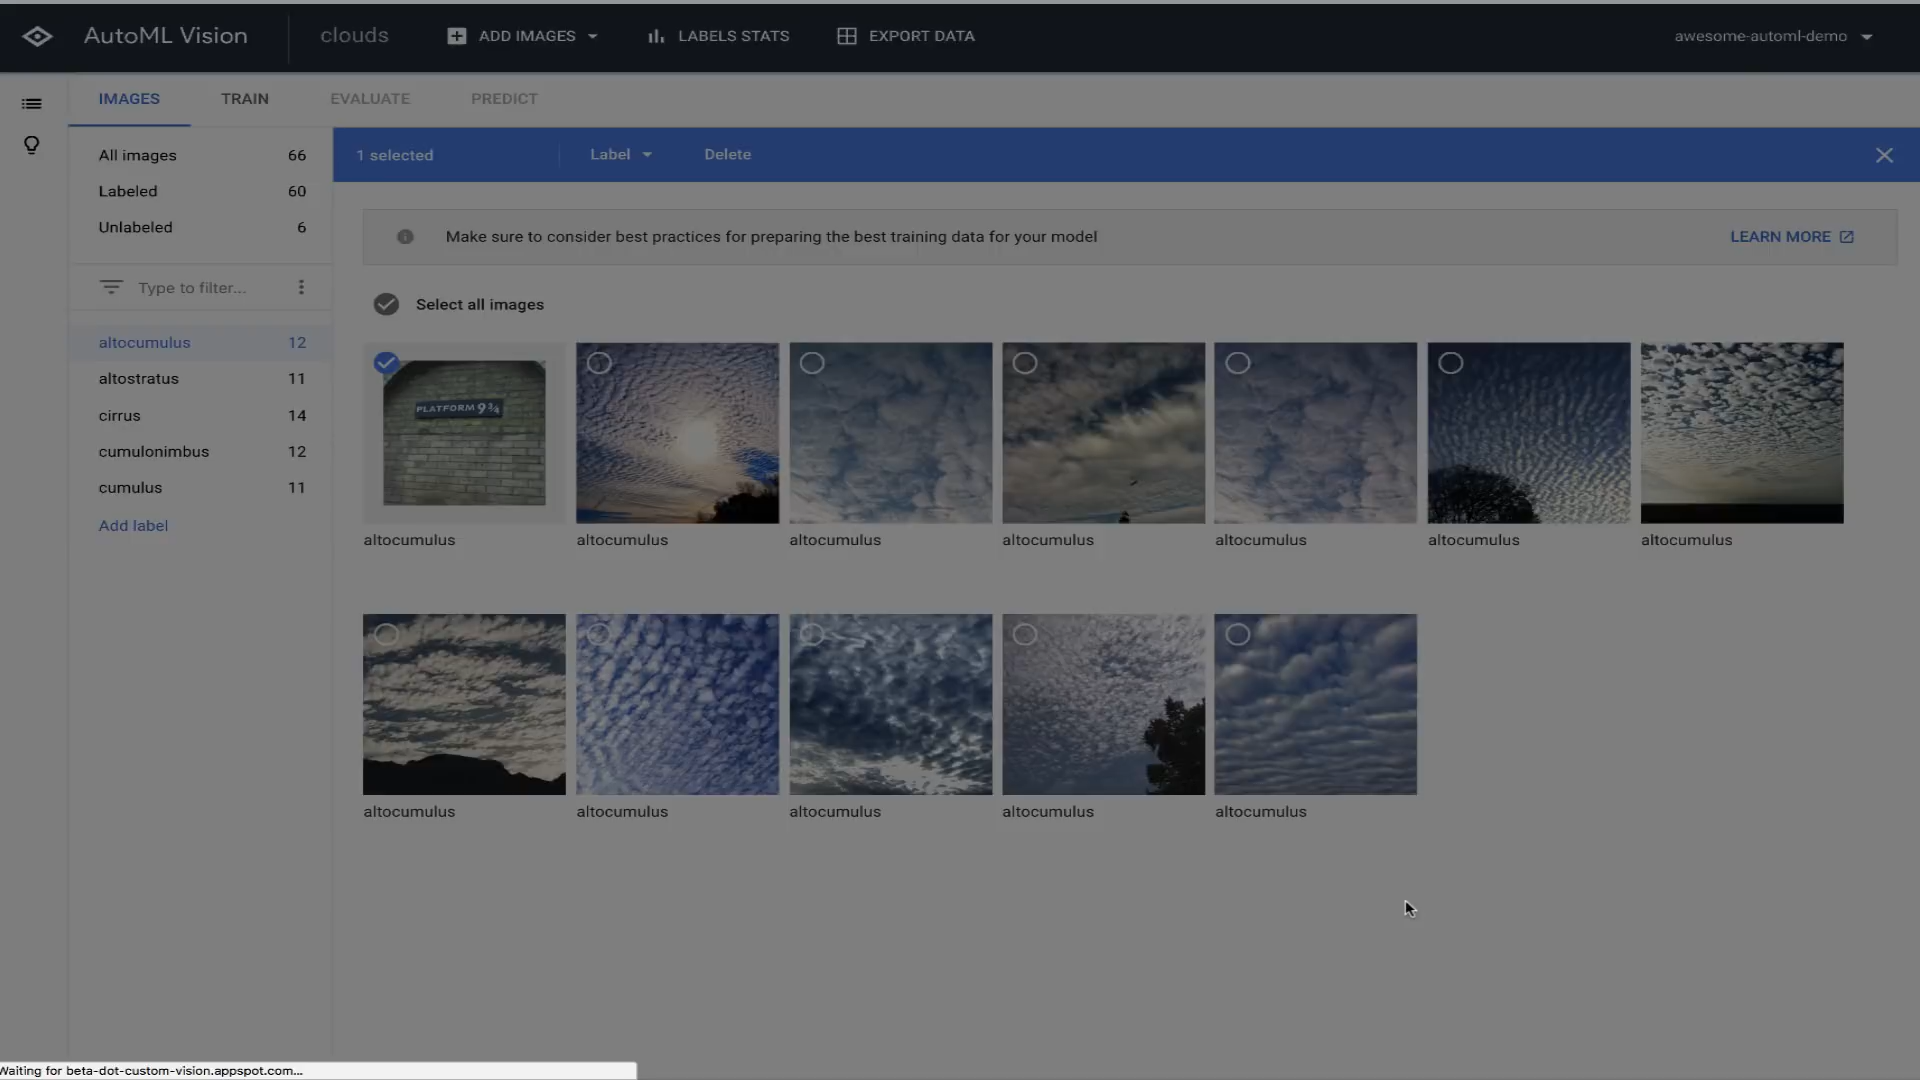 AutoML Vision
clouds
ADD IMAGES
LABELS STATS
EXPORT DATA
awesome-automl-demo
IMAGES
TRAIN
EVALUATE
PREDICT
All images 66
Labeled 60
Unlabeled 6
Type to filter...
altocumulus 12
altostratus 11
cirrus 14
cumulonimbus 12
cumulus 11
Add label
1 selected
Label
Delete
Make sure to consider best practices for preparing the best training data for your model
LEARN MORE
Select all images
PLATFORM 9¾
altocumulus
altocumulus
altocumulus
altocumulus
altocumulus
altocumulus
altocumulus
altocumulus
altocumulus
altocumulus
altocumulus
altocumulus
Waiting for beta-dot-custom-vision.appspot.com...